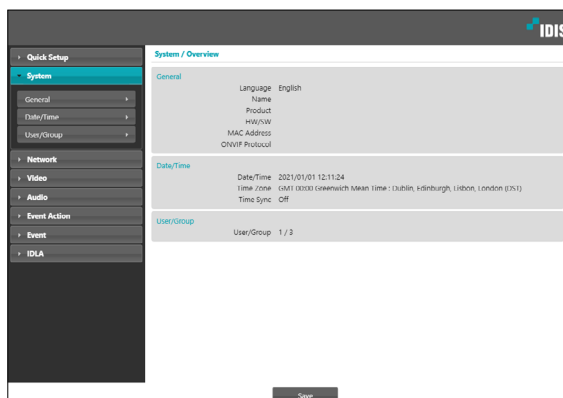 IDIS
Quick Setup
System
General
Date/Time
User/Group
Network
Video
Audio
Event Action
Event
IDLA
System / Overview
General
Language English
Name
Product
HW/SW
MAC Address
ONVIF Protocol
Date/Time
Date/Time 2021/01/01 12:11:24
Time Zone GMT 00:00 Greenwich Mean Time : Dublin, Edinburgh, Lisbon, London (DST)
Time Sync Off
User/Group
User/Group 1 / 3
Save